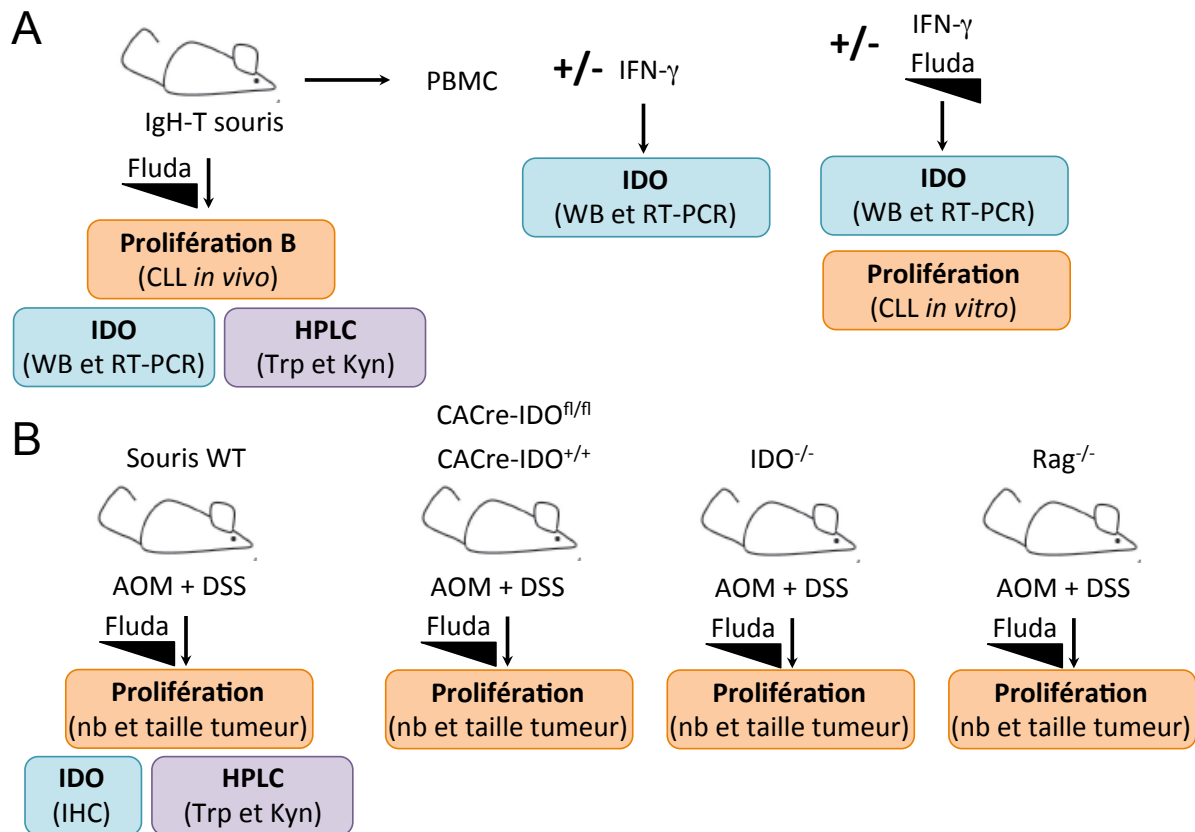 A
IgH-T souris
PBMC
+/- IFN-γ
+/-
IFN-γ
Fluda
Fluda
Prolifération B
(CLL in vivo)
IDO
(WB et RT-PCR)
HPLC
(Trp et Kyn)
IDO
(WB et RT-PCR)
IDO
(WB et RT-PCR)
Prolifération
(CLL in vitro)
B
Souris WT
AOM + DSS
Fluda
Prolifération
(nb et taille tumeur)
IDO
(IHC)
HPLC
(Trp et Kyn)
CACre-IDOfl/fl
CACre-IDO+/+
AOM + DSS
Fluda
Prolifération
(nb et taille tumeur)
IDO-/-
AOM + DSS
Fluda
Prolifération
(nb et taille tumeur)
Rag-/-
AOM + DSS
Fluda
Prolifération
(nb et taille tumeur)